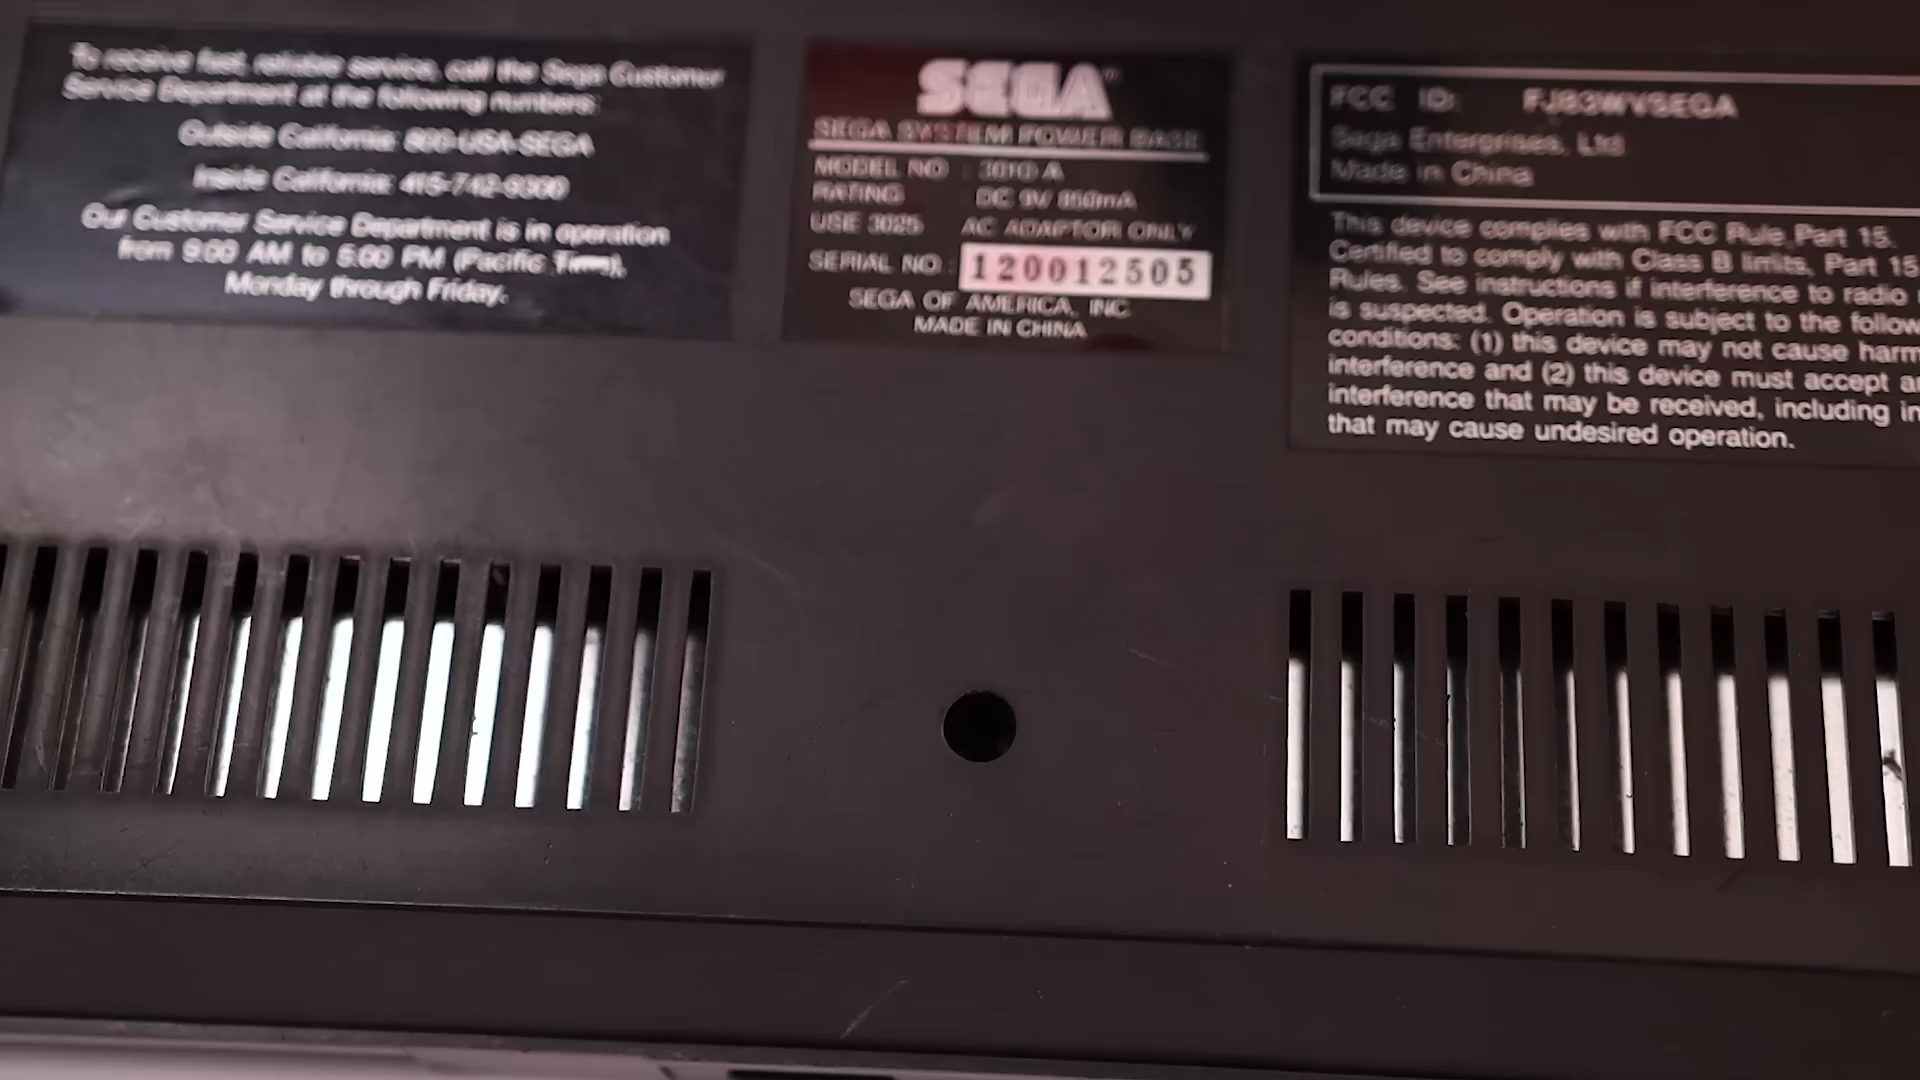 To receive fast, reliable service, call the Sega Customer
Service Department at the following numbers:
Outside California: 800-USA-SEGA
Inside California: 415-742-9300
Our Customer Service Department is in operation
from 9:00 AM to 5:00 PM (Pacific Time),
Monday through Friday.
SEGA
SEGA SYSTEM POWER BASE
MODEL NO : 3010-A
RATING DC 9V 850mA
USE 3025 AC ADAPTOR ONLY
SERIAL NO : 120012505
SEGA OF AMERICA, INC.
MADE IN CHINA
FCC ID: FJ83WVSEGA
Sega Enterprises, Ltd
Made in China
This device complies with FCC Rule Part 15.
Certified to comply with Class B limits, Part 15
Rules. See instructions if interference to radio
is suspected. Operation is subject to the follow
conditions: (1) this device may not cause harm
interference and (2) this device must accept a
interference that may be received, including in
that may cause undesired operation.